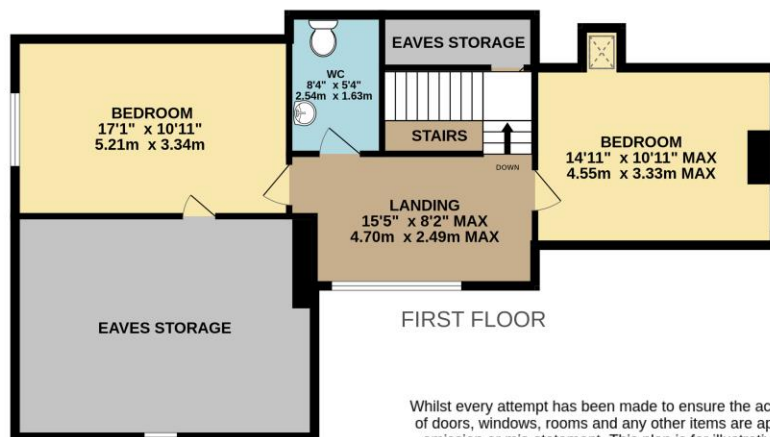 EAVES STORAGE
WC
8'4" x 5'4"
2.54m x 1.63m
BEDROOM
17'1" x 10'11"
5.21m x 3.34m
STAIRS
DOWN
BEDROOM
14'11" x 10'11" MAX
4.55m x 3.33m MAX
LANDING
15'5" x 8'2" MAX
4.70m x 2.49m MAX
EAVES STORAGE
FIRST FLOOR
Whilst every attempt has been made to ensure the ac
of doors, windows, rooms and any other items are ap